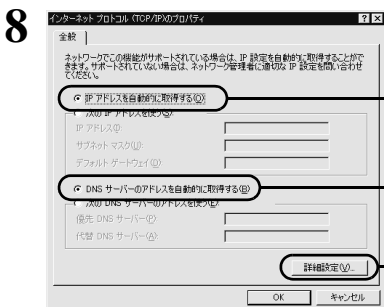 8
インターネット プロトコル (TCP/IP)のプロパティ
全般
ネットワークでこの機能がサポートされている場合は、IP 設定を自動的に取得することがで
きます。サポートされていない場合は、ネットワーク管理者に適切な IP 設定を問い合わせ
てください。
IP アドレスを自動的に取得する(O)
次の IP アドレスを使う(S):
IP アドレス(I):
サブネット マスク(U):
デフォルト ゲートウェイ(D):
DNS サーバーのアドレスを自動的に取得する(B)
次の DNS サーバーのアドレスを使う(E):
優先 DNS サーバー(P):
代替 DNS サーバー(A):
詳細設定(V)...
OK
キャンセル